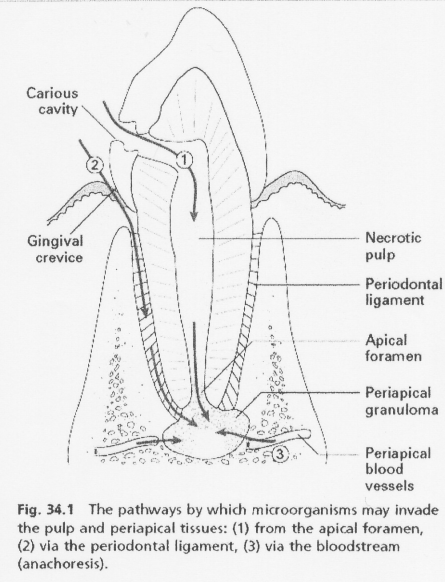 Carious
cavity
1
2
Gingival
crevice
Necrotic
pulp
Periodontal
ligament
Apical
foramen
Periapical
granuloma
3
Periapical
blood
vessels
Fig. 34.1 The pathways by which microorganisms may invade
the pulp and periapical tissues: (1) from the apical foramen,
(2) via the periodontal ligament, (3) via the bloodstream
(anachoresis).